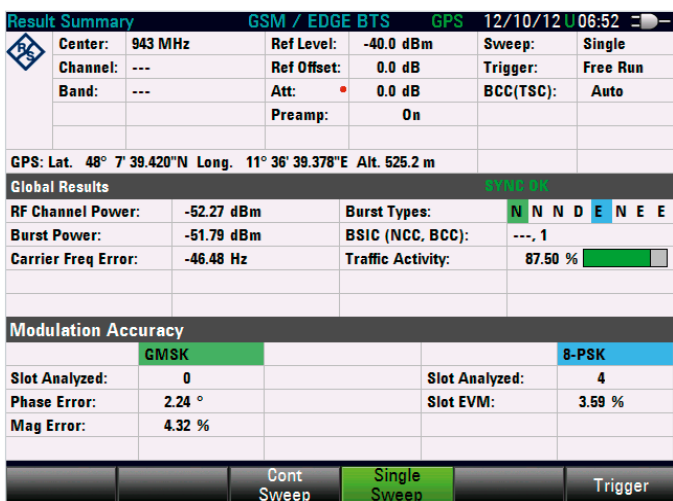 Result Summary GSM / EDGE BTS GPS 12/10/12 U 06:52
R&S Center: 943 MHz Ref Level: -40.0 dBm Sweep: Single
Channel: --- Ref Offset: 0.0 dB Trigger: Free Run
Band: --- Att: 0.0 dB BCC(TSC): Auto
Preamp: On
GPS: Lat. 48° 7' 39.420"N Long. 11° 36' 39.378"E Alt. 525.2 m
Global Results SYNC OK
RF Channel Power: -52.27 dBm Burst Types: N N N D E N E E
Burst Power: -51.79 dBm BSIC (NCC, BCC): ---, 1
Carrier Freq Error: -46.48 Hz Traffic Activity: 87.50 %
Modulation Accuracy
GMSK 8-PSK
Slot Analyzed: 0 Slot Analyzed: 4
Phase Error: 2.24 ° Slot EVM: 3.59 %
Mag Error: 4.32 %
Cont Sweep Single Sweep Trigger